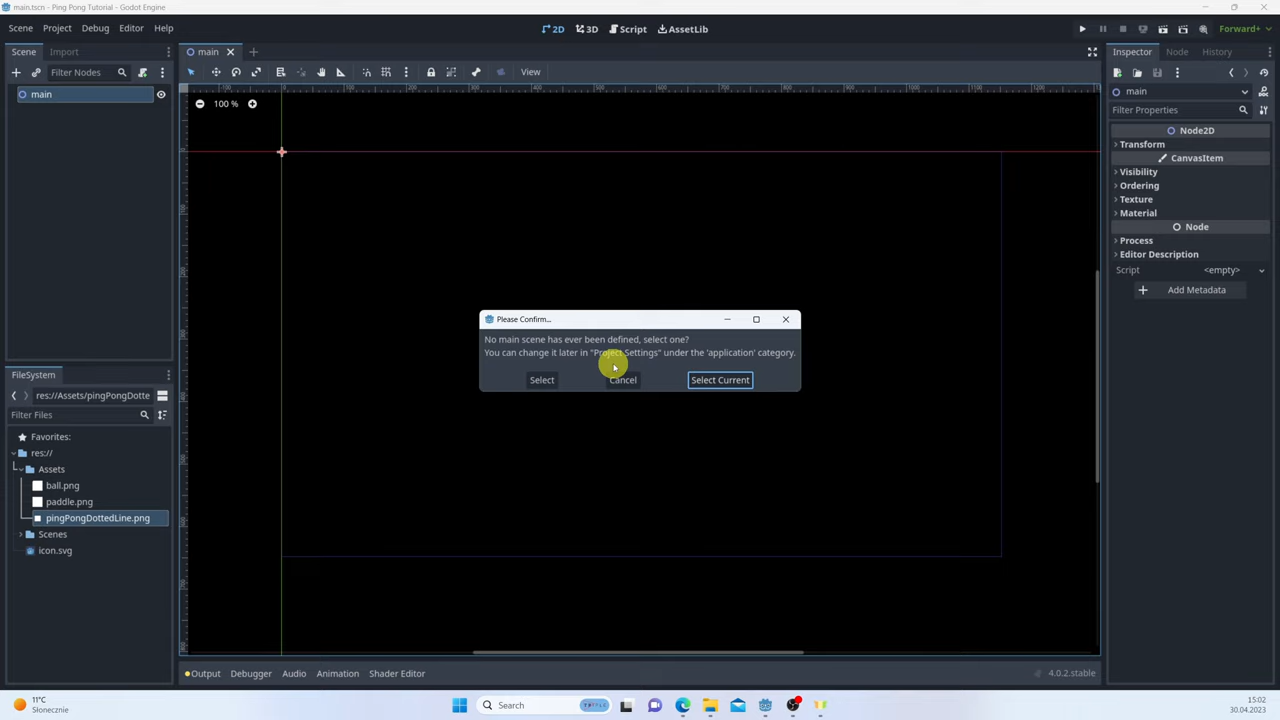 main.tscn - Ping Pong Tutorial - Godot Engine
Scene Project Debug Editor Help
2D 3D Script AssetLib
Forward+
Scene Import
main
Inspector Node History
Filter Nodes
View
main
100 %
main
Filter Properties
Node2D
Transform
CanvasItem
Visibility
Ordering
Texture
Material
Node
Process
Editor Description
Script <empty>
Add Metadata
Please Confirm...
No main scene has ever been defined, select one?
You can change it later in "Project Settings" under the 'application' category.
Select Cancel Select Current
FileSystem
res://Assets/pingPongDotte
Filter Files
Favorites:
res://
Assets
ball.png
paddle.png
pingPongDottedLine.png
Scenes
icon.svg
Output Debugger Audio Animation Shader Editor
4.0.2.stable
11°C
Słonecznie
Search
15:02
30.04.2023